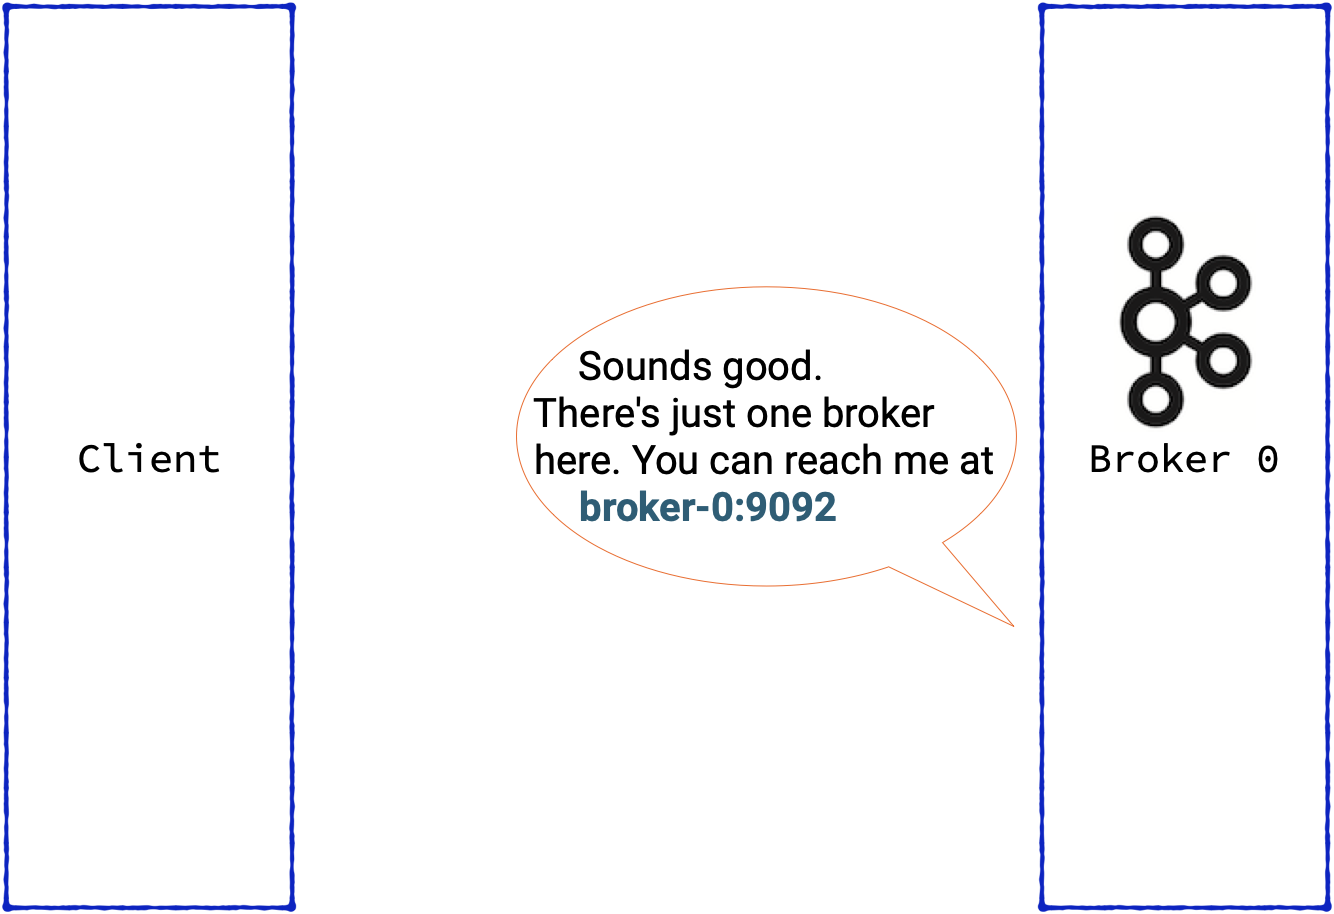 Sounds good.
There's just one broker
here. You can reach me at
broker-0:9092
Client
Broker 0